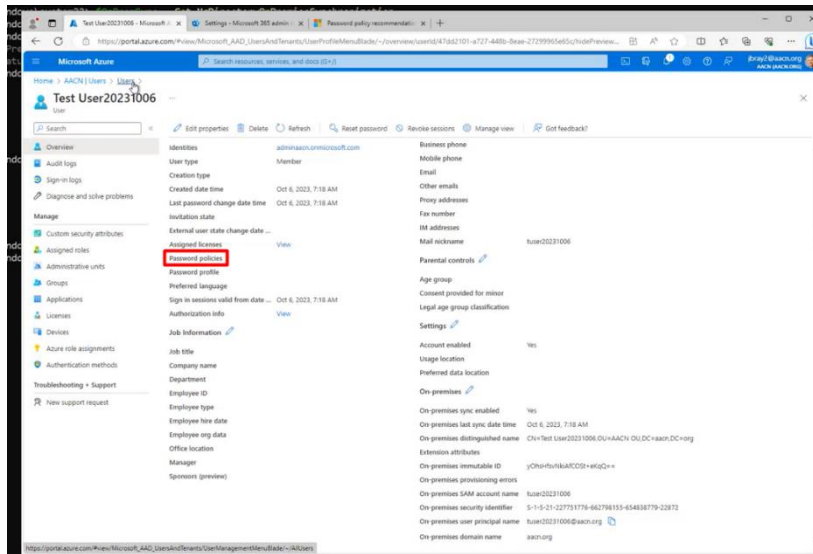 Test User20231006 - Microsoft A
Settings - Microsoft 365 admin
Password policy recommendation
https://portal.azure.com/#view/Microsoft_AAD_UsersAndTenants/UserProfileMenuBlade/~/overview/userId/47dd2101-a727-448b-8eae-27299965e65c/hidePreview...
Microsoft Azure
Search resources, services, and docs (G+/)
jbray2@aacn.org
AACN (AACN.ORG)
Home > AACN | Users > Users >
Test User20231006 ...
User
Search
Edit properties Delete Refresh Reset password Revoke sessions Manage view Got feedback?
Overview
Audit logs
Sign-in logs
Diagnose and solve problems
Manage
Custom security attributes
Assigned roles
Administrative units
Groups
Applications
Licenses
Devices
Azure role assignments
Authentication methods
Troubleshooting + Support
New support request
Identities adminaacn.onmicrosoft.com
User type Member
Creation type
Created date time Oct 6, 2023, 7:18 AM
Last password change date time Oct 6, 2023, 7:18 AM
Invitation state
External user state change date ...
Assigned licenses View
Password policies
Password profile
Preferred language
Sign in sessions valid from date ... Oct 6, 2023, 7:18 AM
Authorization info View
Job Information
Job title
Company name
Department
Employee ID
Employee type
Employee hire date
Employee org data
Office location
Manager
Sponsors (preview)
Business phone
Mobile phone
Email
Other emails
Proxy addresses
Fax number
IM addresses
Mail nickname tuser20231006
Parental controls
Age group
Consent provided for minor
Legal age group classification
Settings
Account enabled Yes
Usage location
Preferred data location
On-premises
On-premises sync enabled Yes
On-premises last sync date time Oct 6, 2023, 7:18 AM
On-premises distinguished name CN=Test User20231006,OU=AACN OU,DC=aacn,DC=org
Extension attributes
On-premises immutable ID
On-premises provisioning errors
On-premises SAM account name tuser20231006
On-premises security identifier S-1-5-21-227751776-662796155-654838779-22872
On-premises user principal name tuser20231006@aacn.org
On-premises domain name aacn.org
https://portal.azure.com/#view/Microsoft_AAD_UsersAndTenants/UserManagementMenuBlade/~/AllUsers